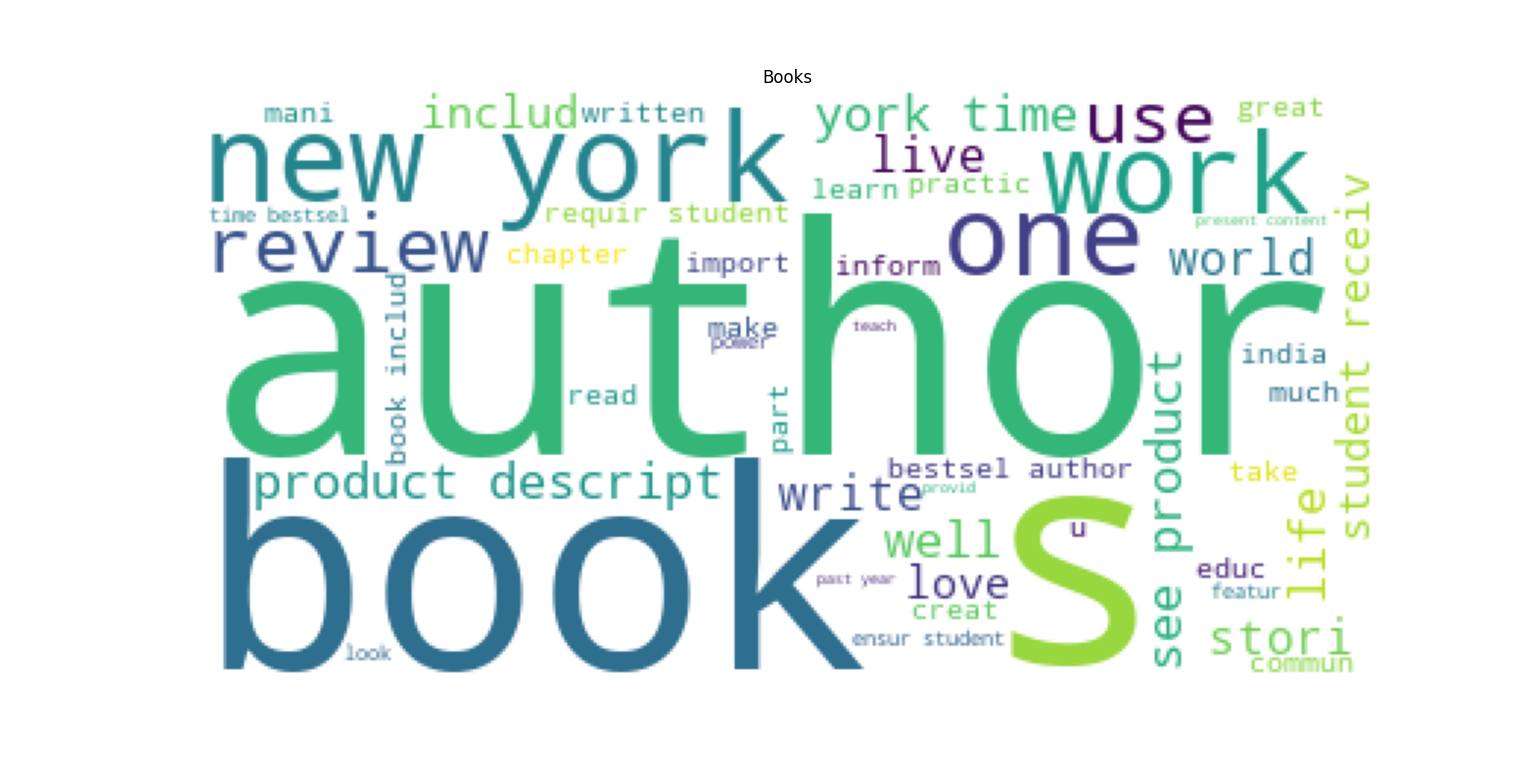 Books
mani
includ
written
york time
use
great
new york
live
work
learn
practic
time bestsel
requir student
present content
student receiv
review
chapter
import
inform
one
world
author
book includ
make
power
teach
india
read
part
much
see product
product descript
bestsel author
take
write
provid
book
s
u
well
life
past year
love
educ
featur
creat
look
ensur student
stori
commun